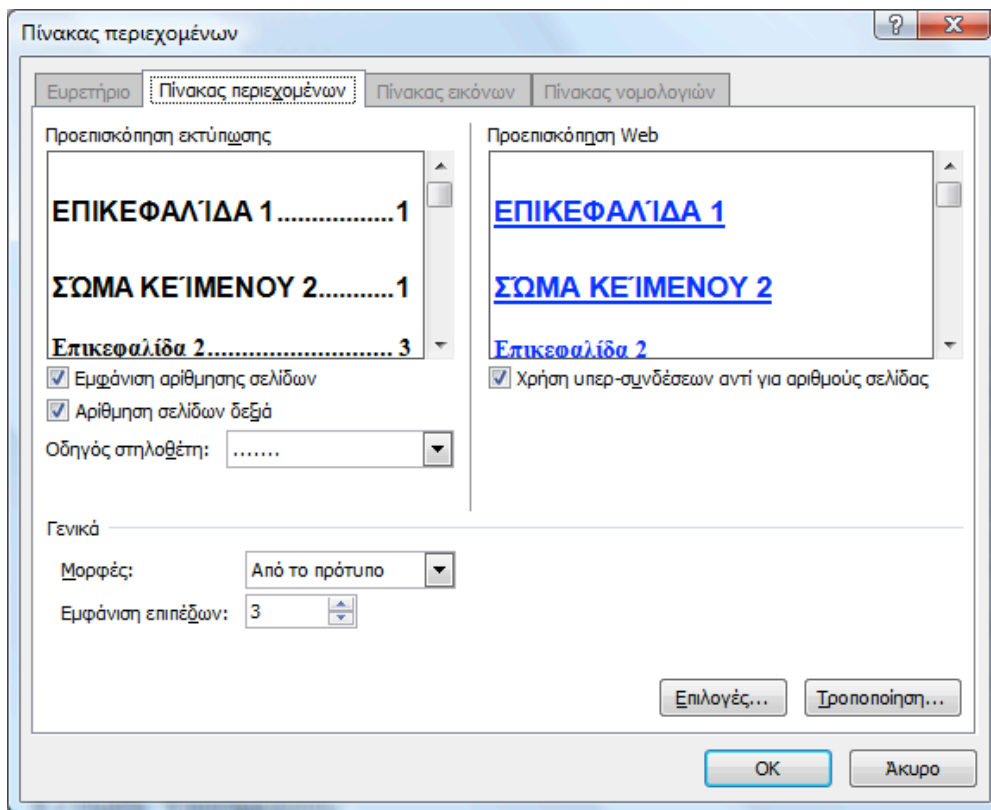 Πίνακας περιεχομένων
Ευρετήριο Πίνακας περιεχομένων Πίνακας εικόνων Πίνακας νομολογιών
Προεπισκόπηση εκτύπωσης
ΕΠΙΚΕΦΑΛΊΔΑ 1.................1
ΣΏΜΑ ΚΕΊΜΕΝΟΥ 2...........1
Επικεφαλίδα 2............................... 3
Εμφάνιση αρίθμησης σελίδων
Αρίθμηση σελίδων δεξιά
Οδηγός στηλοθέτη: .......
Προεπισκόπηση Web
ΕΠΙΚΕΦΑΛΊΔΑ 1
ΣΏΜΑ ΚΕΊΜΕΝΟΥ 2
Επικεφαλίδα 2
Χρήση υπερ-συνδέσεων αντί για αριθμούς σελίδας
Γενικά
Μορφές: Από το πρότυπο
Εμφάνιση επιπέδων: 3
Επιλογές... Τροποποίηση...
OK Άκυρο